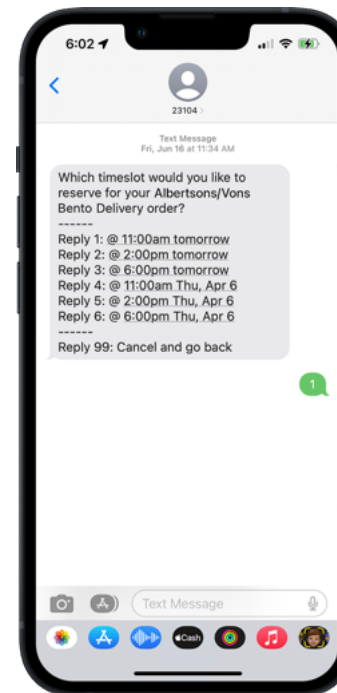 6:02
23104 >
Text Message
Fri, Jun 16 at 11:34 AM
Which timeslot would you like to
reserve for your Albertsons/Vons
Bento Delivery order?
------
Reply 1: @ 11:00am tomorrow
Reply 2: @ 2:00pm tomorrow
Reply 3: @ 6:00pm tomorrow
Reply 4: @ 11:00am Thu, Apr 6
Reply 5: @ 2:00pm Thu, Apr 6
Reply 6: @ 6:00pm Thu, Apr 6
------
Reply 99: Cancel and go back
1
Text Message
Cash